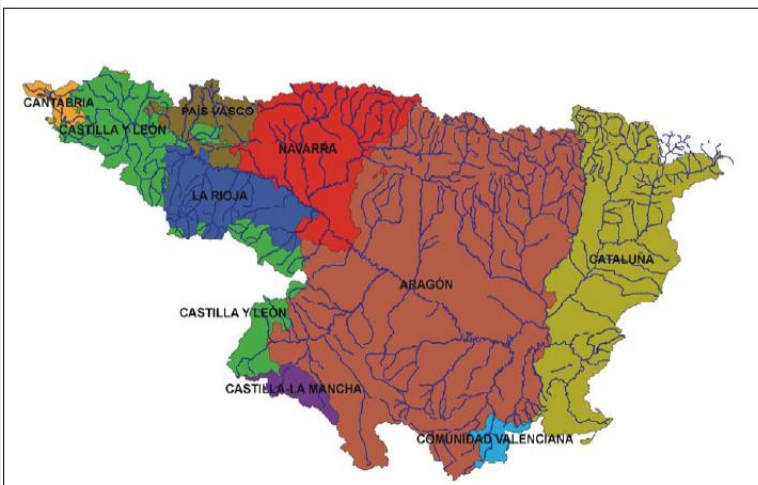 CANTABRIA
PAÍS VASCO
CASTILLA Y LEÓN
NAVARRA
LA RIOJA
CATALUÑA
ARAGÓN
CASTILLA Y LEÓN
CASTILLA-LA MANCHA
COMUNIDAD VALENCIANA